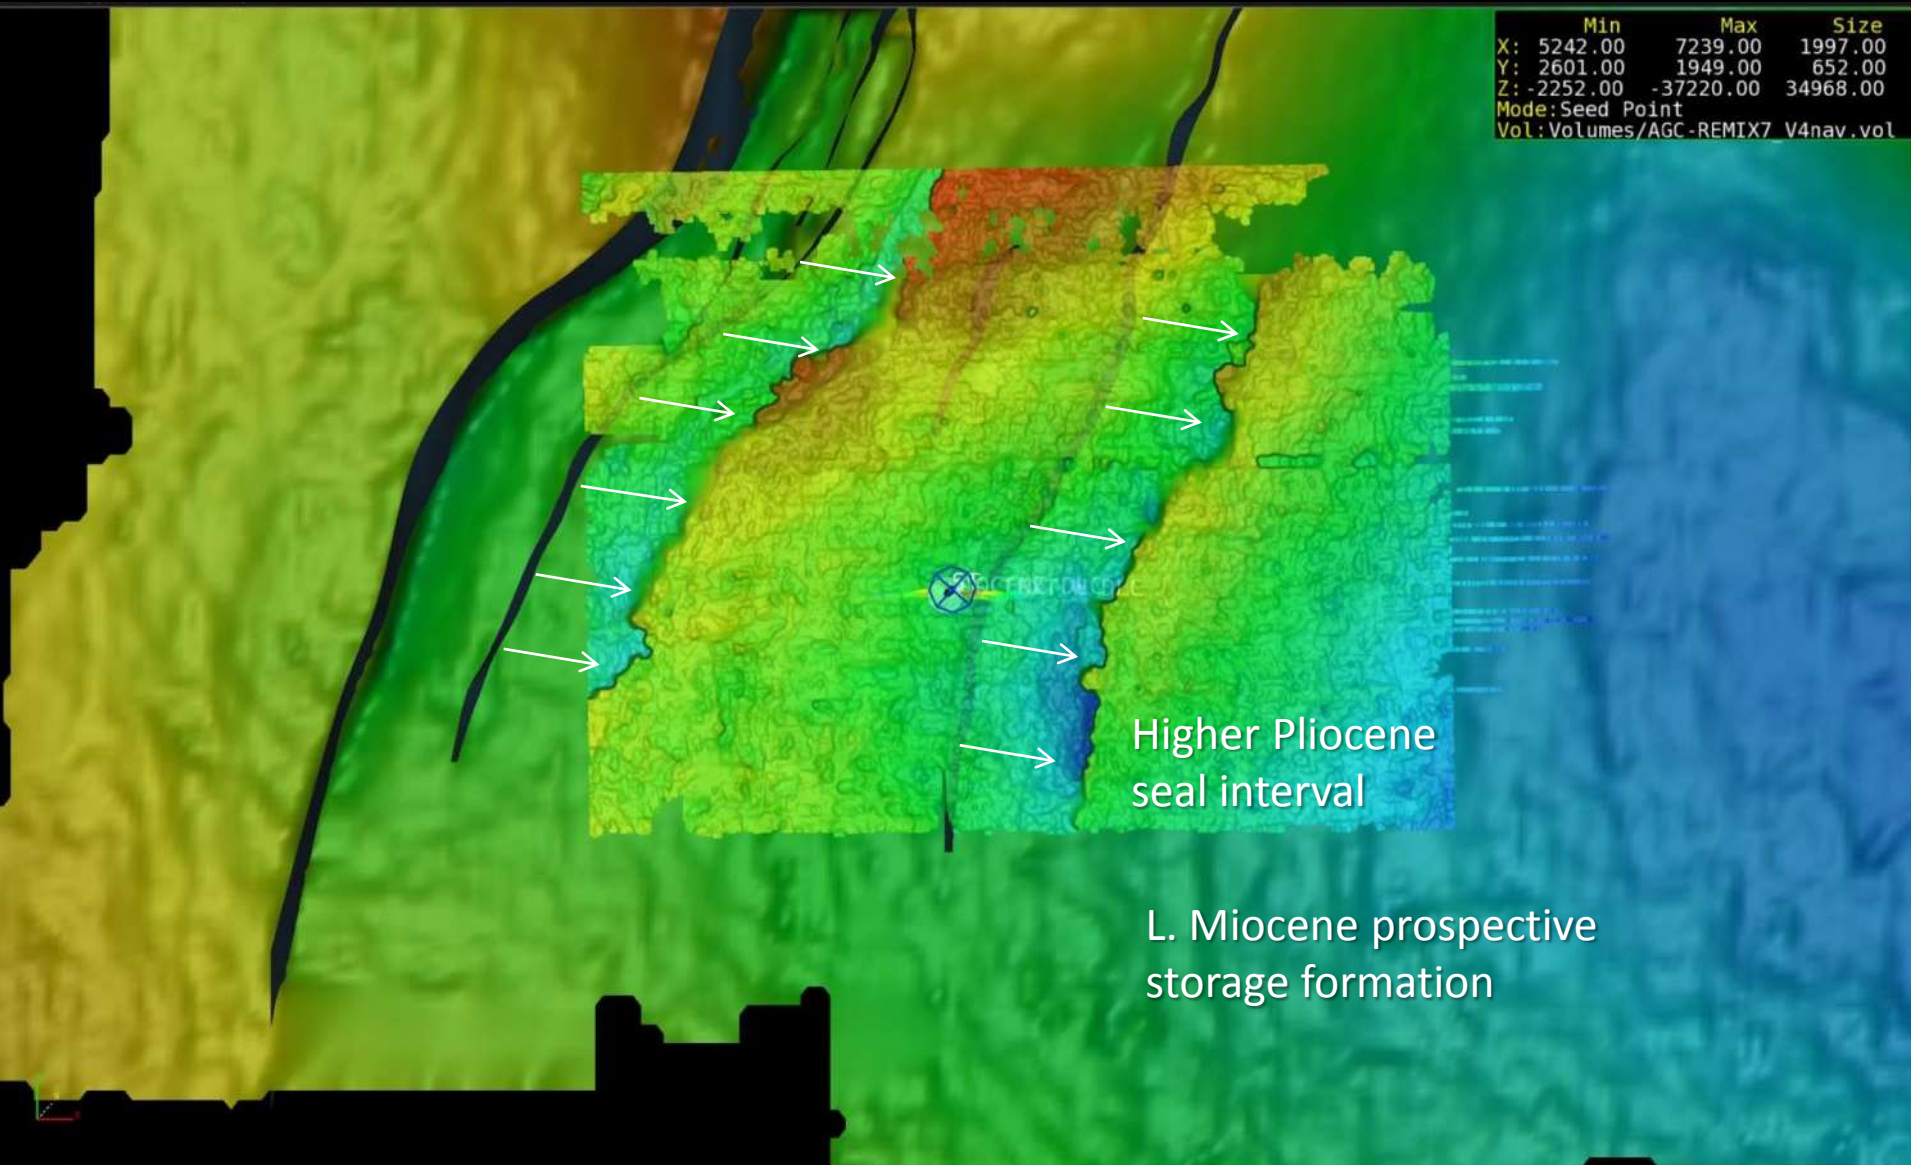 Min Max Size
X: 5242.00 7239.00 1997.00
Y: 2601.00 1949.00 652.00
Z: -2252.00 -37220.00 34968.00
Mode:Seed Point
Vol:Volumes/AGC-REMIX7_V4nav.vol
Higher Pliocene
seal interval
L. Miocene prospective
storage formation